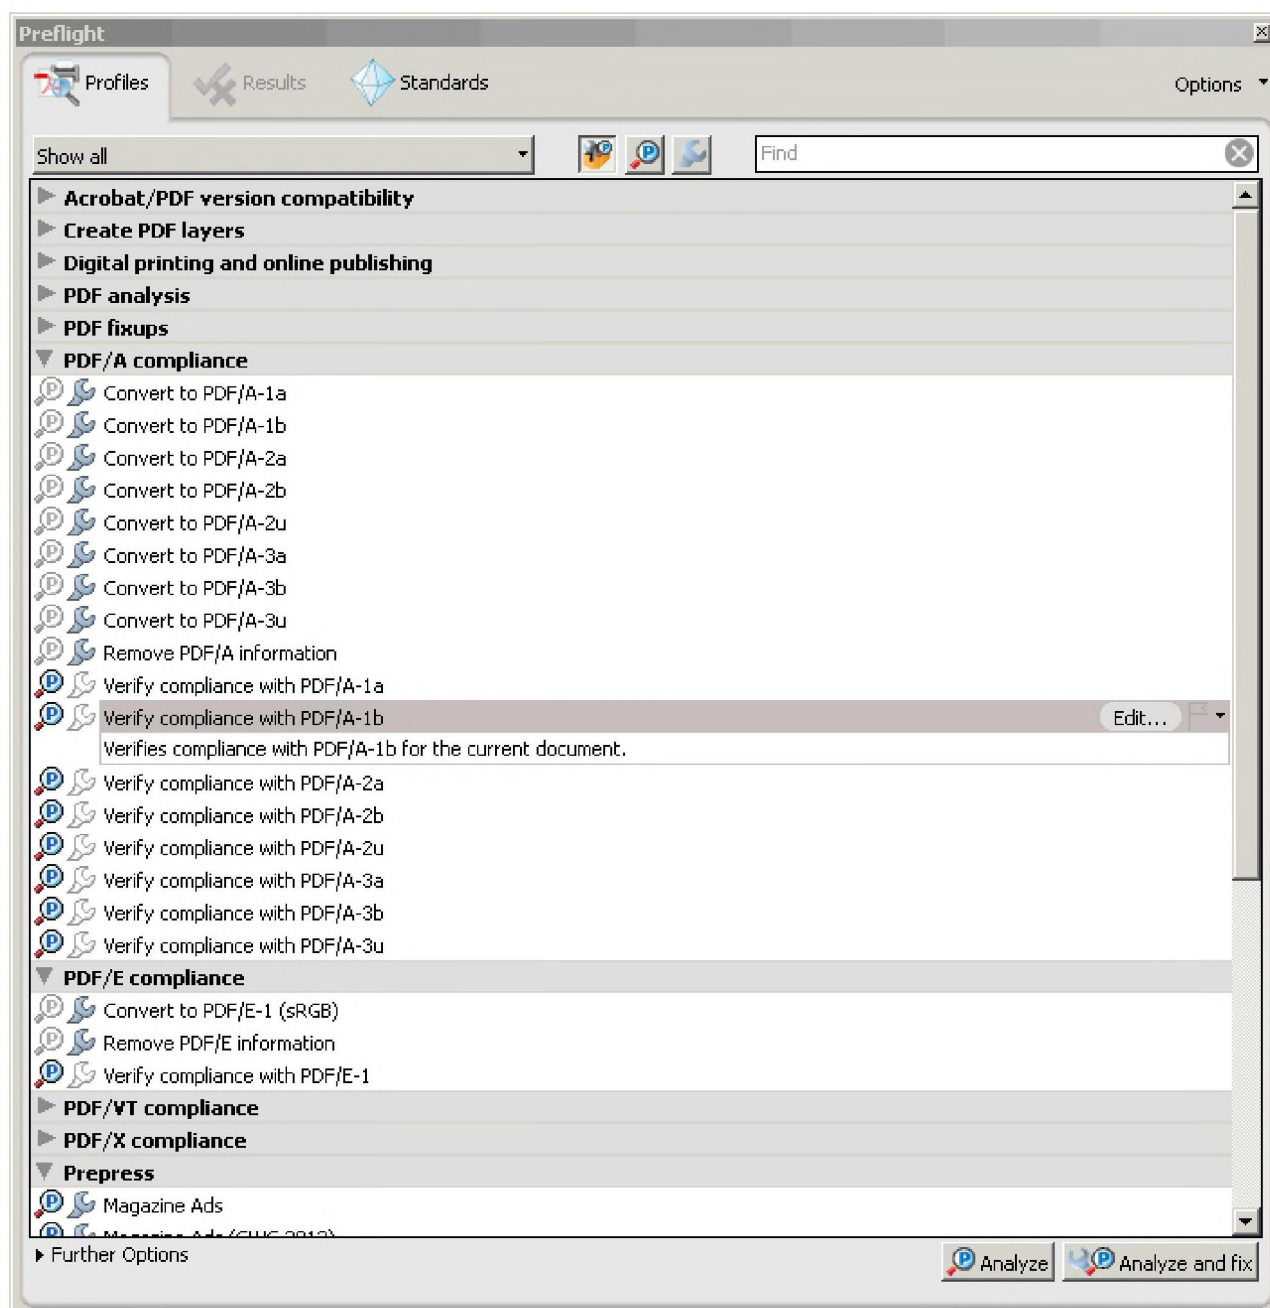 Preflight
Profiles Results Standards Options
Show all Find
Acrobat/PDF version compatibility
Create PDF layers
Digital printing and online publishing
PDF analysis
PDF fixups
PDF/A compliance
Convert to PDF/A-1a
Convert to PDF/A-1b
Convert to PDF/A-2a
Convert to PDF/A-2b
Convert to PDF/A-2u
Convert to PDF/A-3a
Convert to PDF/A-3b
Convert to PDF/A-3u
Remove PDF/A information
Verify compliance with PDF/A-1a
Verify compliance with PDF/A-1b Edit...
Verifies compliance with PDF/A-1b for the current document.
Verify compliance with PDF/A-2a
Verify compliance with PDF/A-2b
Verify compliance with PDF/A-2u
Verify compliance with PDF/A-3a
Verify compliance with PDF/A-3b
Verify compliance with PDF/A-3u
PDF/E compliance
Convert to PDF/E-1 (sRGB)
Remove PDF/E information
Verify compliance with PDF/E-1
PDF/VT compliance
PDF/X compliance
Prepress
Magazine Ads
Magazine Ads
Further Options Analyze Analyze and fix